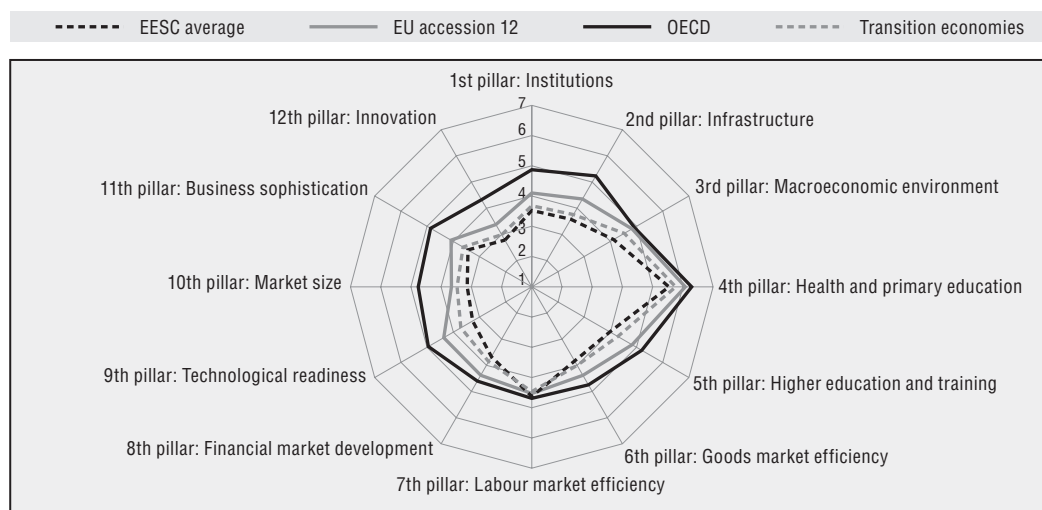 EESC average EU accession 12 OECD Transition economies
1st pillar: Institutions
7
12th pillar: Innovation
2nd pillar: Infrastructure
6
5
11th pillar: Business sophistication
3rd pillar: Macroeconomic environment
4
3
2
10th pillar: Market size
1
4th pillar: Health and primary education
9th pillar: Technological readiness
5th pillar: Higher education and training
8th pillar: Financial market development
6th pillar: Goods market efficiency
7th pillar: Labour market efficiency